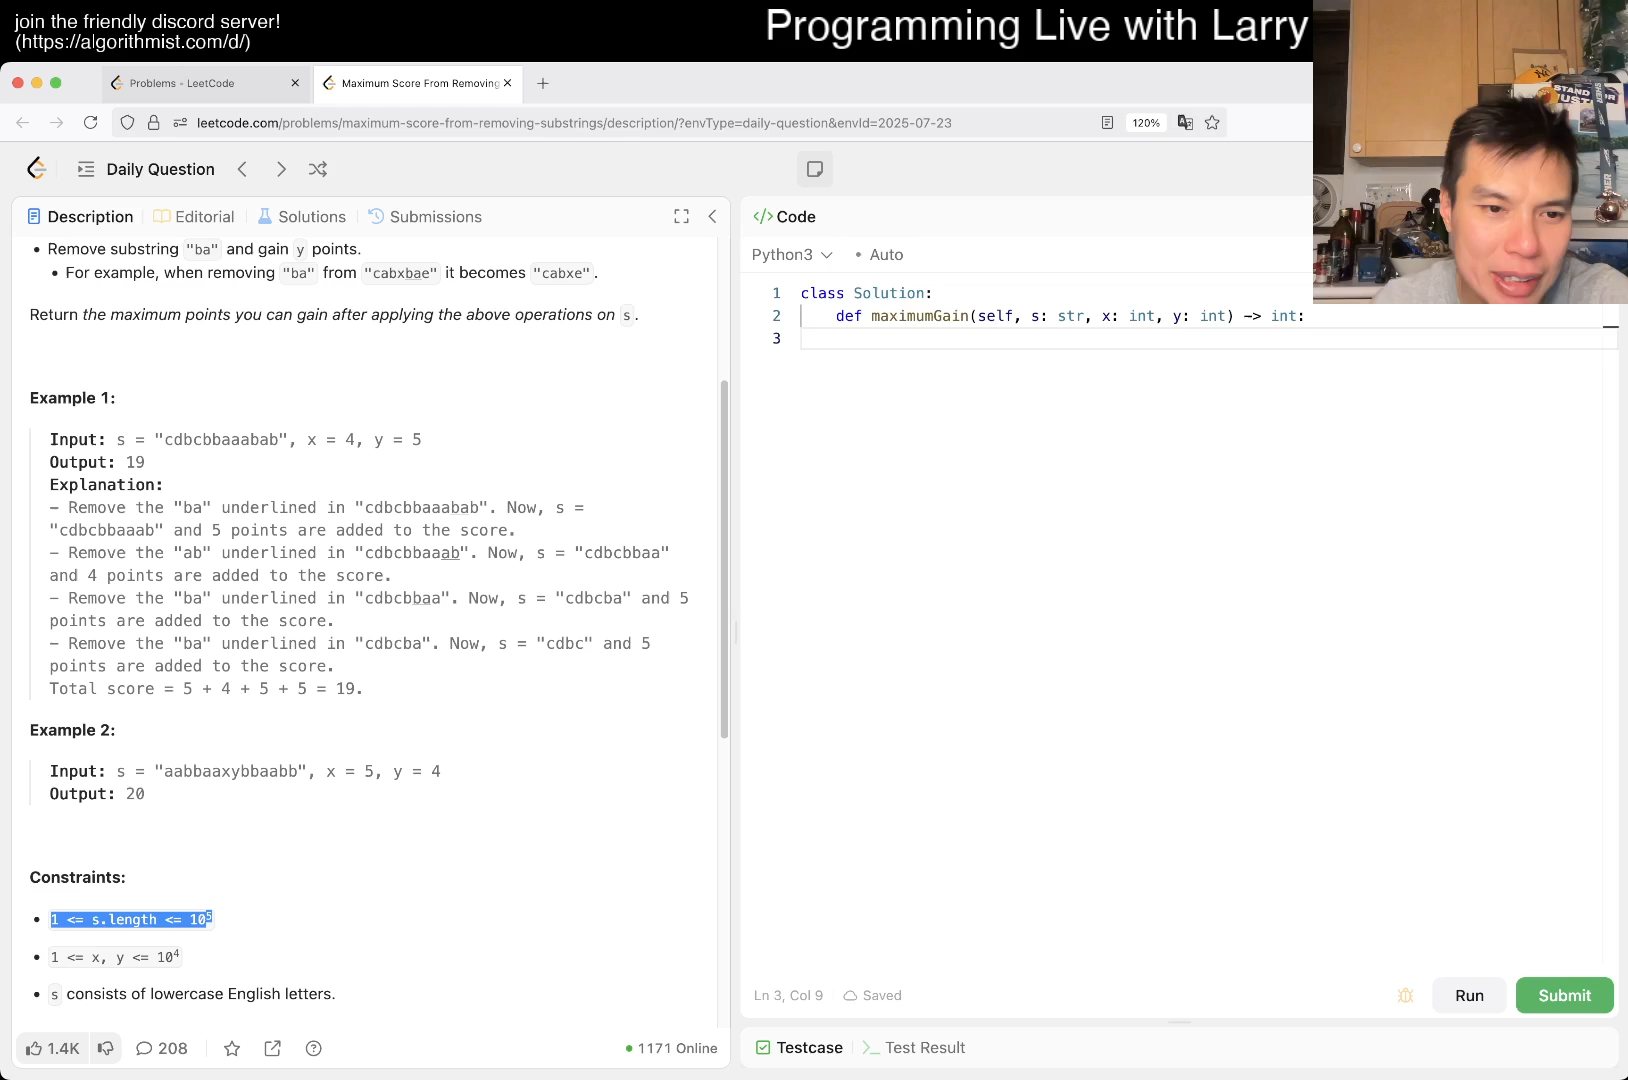 join the friendly discord server!
(https://algorithmist.com/d/)
Programming Live with Larry
Problems - LeetCode
Maximum Score From Removing
leetcode.com/problems/maximum-score-from-removing-substrings/description/?envType=daily-question&envId=2025-07-23
120%
Daily Question
Description
Editorial
Solutions
Submissions
• Remove substring "ba" and gain y points.
• For example, when removing "ba" from "cabxbae" it becomes "cabxe".
Return the maximum points you can gain after applying the above operations on s.
Example 1:
Input: s = "cdbcbbaaabab", x = 4, y = 5
Output: 19
Explanation:
- Remove the "ba" underlined in "cdbcbbaaabab". Now, s =
"cdbcbbaaab" and 5 points are added to the score.
- Remove the "ab" underlined in "cdbcbbaaab". Now, s = "cdbcbbaa"
and 4 points are added to the score.
- Remove the "ba" underlined in "cdbcbbaa". Now, s = "cdbcba" and 5
points are added to the score.
- Remove the "ba" underlined in "cdbcba". Now, s = "cdbc" and 5
points are added to the score.
Total score = 5 + 4 + 5 + 5 = 19.
Example 2:
Input: s = "aabbaaxybbaabb", x = 5, y = 4
Output: 20
Constraints:
• 1 <= s.length <= 10⁵
• 1 <= x, y <= 10⁴
• s consists of lowercase English letters.
1.4K
208
1171 Online
</> Code
Python3
• Auto
1 class Solution:
2 def maximumGain(self, s: str, x: int, y: int) -> int:
3
Ln 3, Col 9
Saved
Run
Submit
Testcase
Test Result